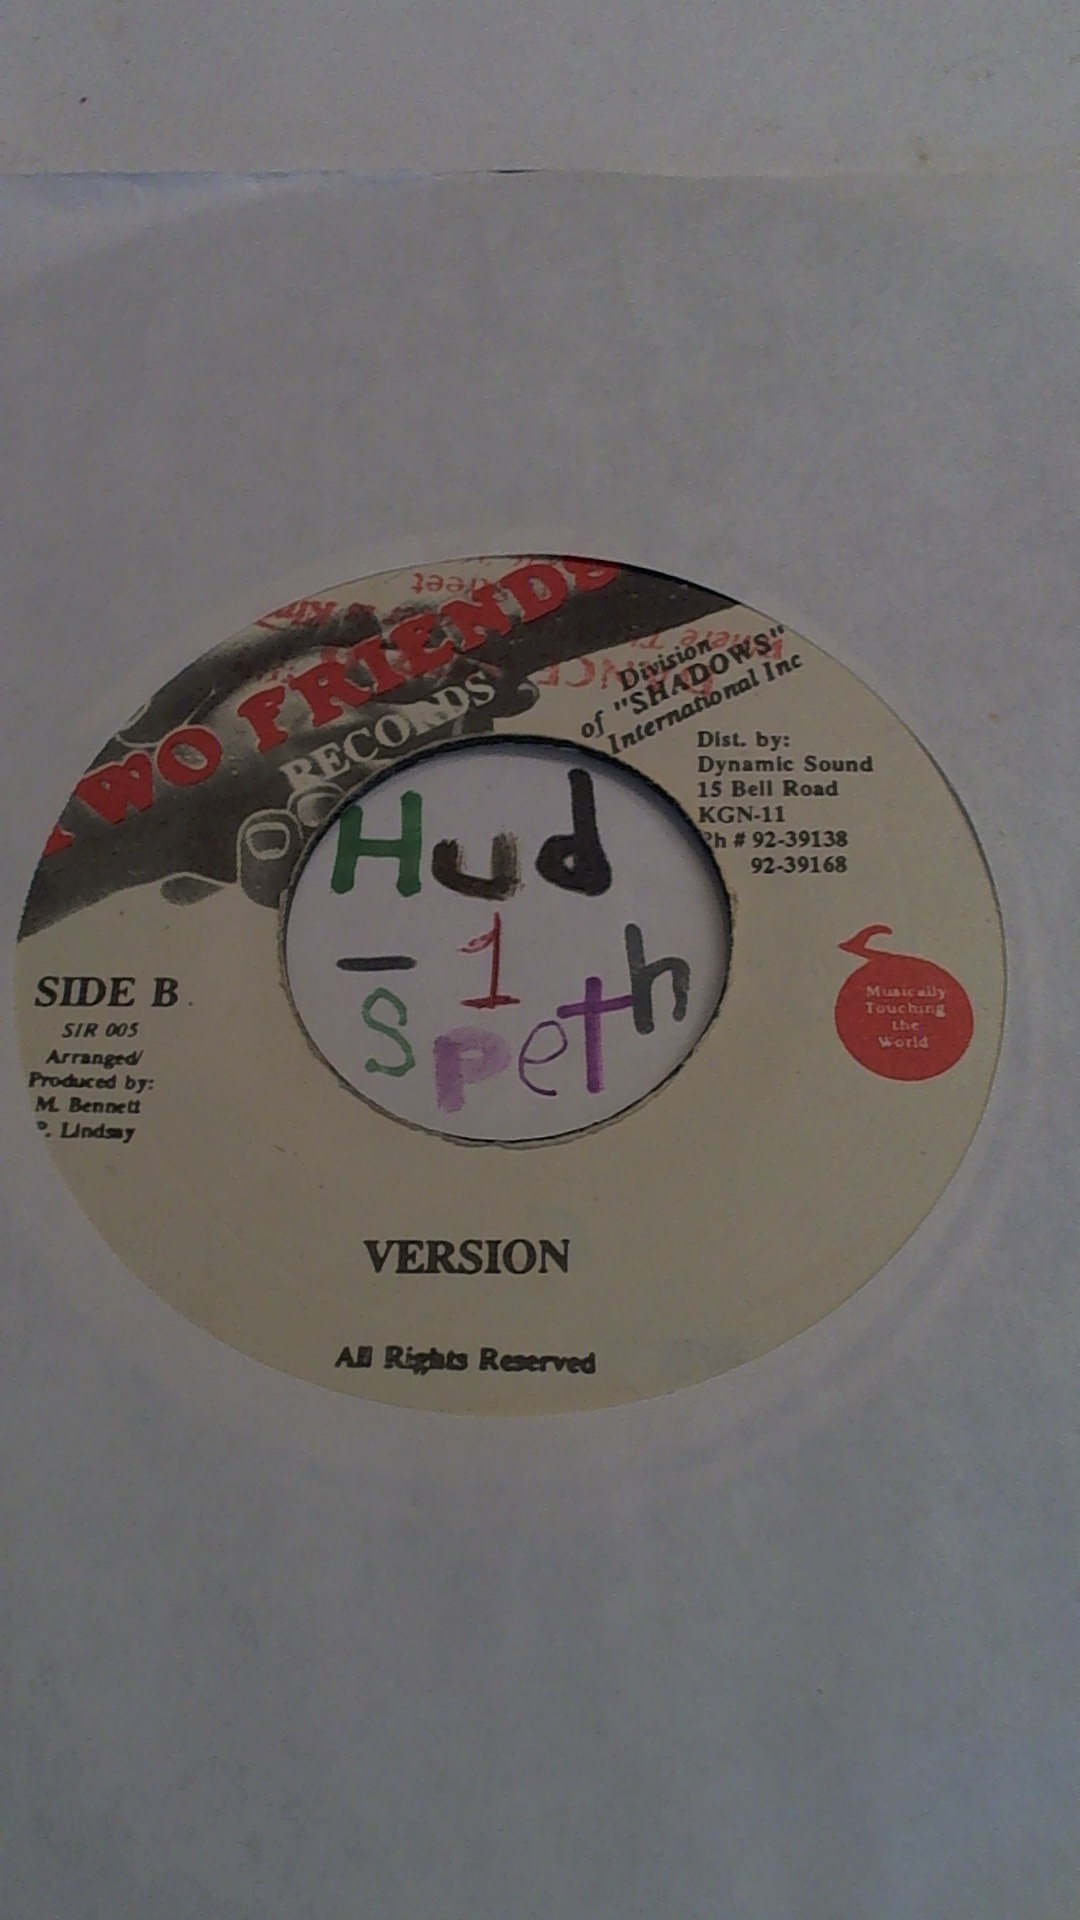 TWO FRIENDS
RECORDS
Division
of "SHADOWS"
International Inc
Dist. by:
Dynamic Sound
15 Bell Road
KGN-11
Ph # 92-39138
92-39168
Hud
- 1
speth
SIDE B
SIR 005
Arranged/
Produced by:
M. Bennett
P. Lindsay
Musically
Touching
the
World
VERSION
All Rights Reserved